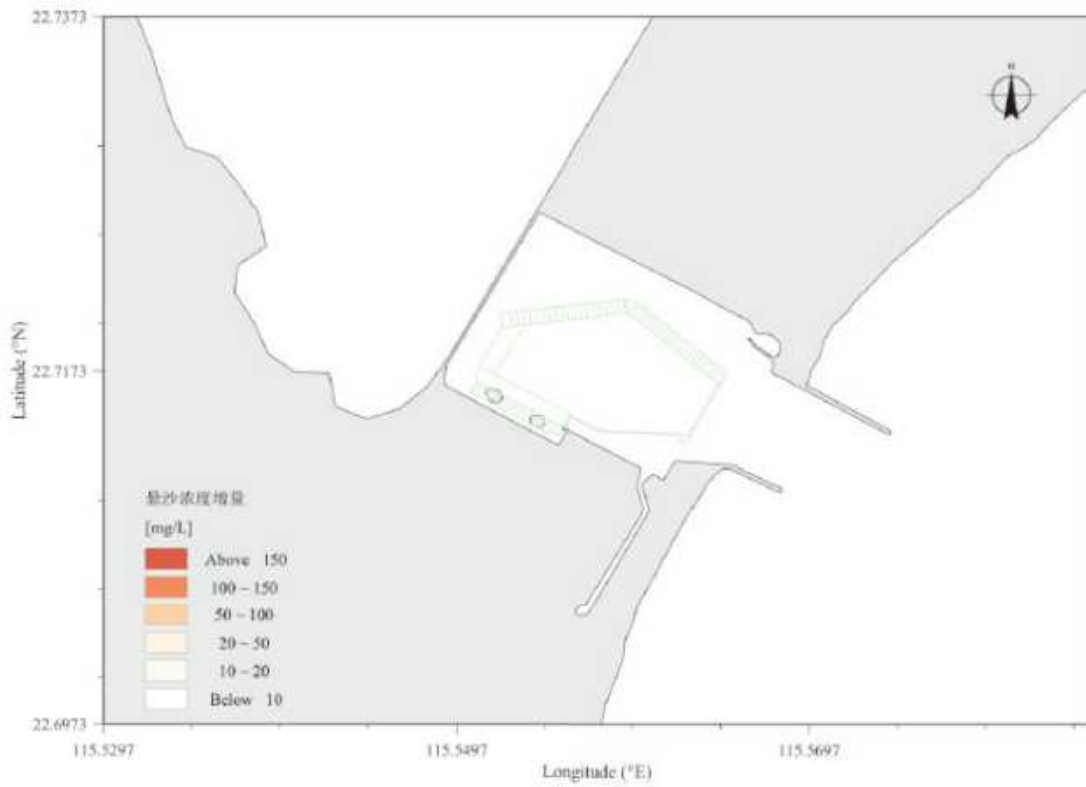 22.7373
N
22.7173
Latitude (°N)
悬沙浓度增量
[mg/L]
Above 150
100 ~ 150
50 ~ 100
20 ~ 50
10 ~ 20
Below 10
22.6973
115.5297
115.5497
115.5697
Longitude (°E)